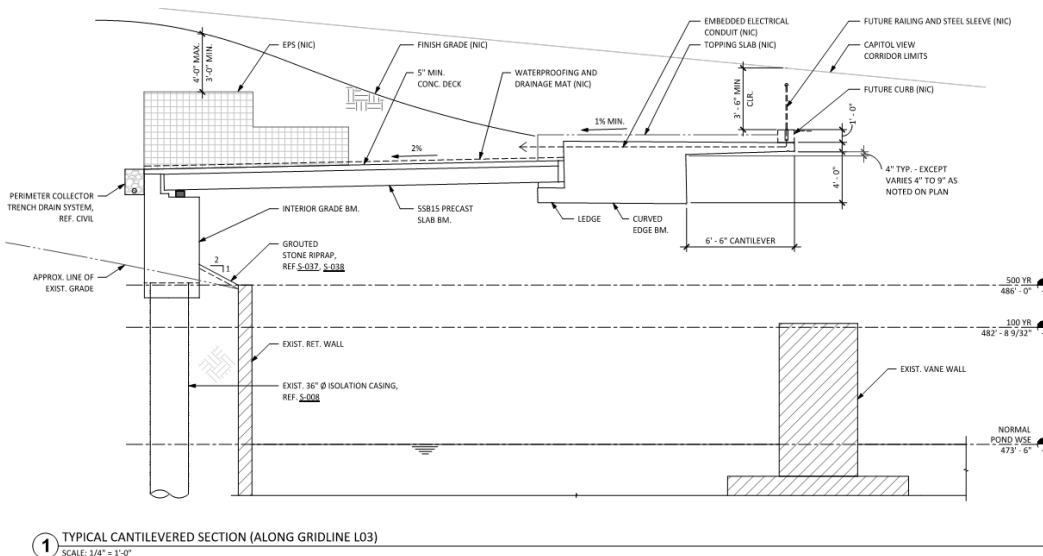 4'-0" MAX.
3'-0" MIN.
EPS (NIC)
FINISH GRADE (NIC)
5" MIN.
CONC. DECK
WATERPROOFING AND
DRAINAGE MAT (NIC)
EMBEDDED ELECTRICAL
CONDUIT (NIC)
TOPPING SLAB (NIC)
FUTURE RAILING AND STEEL SLEEVE (NIC)
CAPITOL VIEW
CORRIDOR LIMITS
FUTURE CURB (NIC)
3' - 6" MIN
CLR.
1' - 0"
1% MIN.
2%
4" TYP. - EXCEPT
VARIES 4" TO 9" AS
NOTED ON PLAN
4' - 0"
PERIMETER COLLECTOR
TRENCH DRAIN SYSTEM,
REF. CIVIL
INTERIOR GRADE BM.
5SB15 PRECAST
SLAB BM.
LEDGE
CURVED
EDGE BM.
6' - 6" CANTILEVER
GROUTED
STONE RIPRAP,
REF. S-037, S-038
2
1
APPROX. LINE OF
EXIST. GRADE
500 YR
486' - 0"
100 YR
482' - 8 9/32"
EXIST. RET. WALL
EXIST. VANE WALL
EXIST. 36" Ø ISOLATION CASING,
REF. S-008
NORMAL
POND WSE
473' - 6"
1 TYPICAL CANTILEVERED SECTION (ALONG GRIDLINE L03)
SCALE: 1/4" = 1'-0"